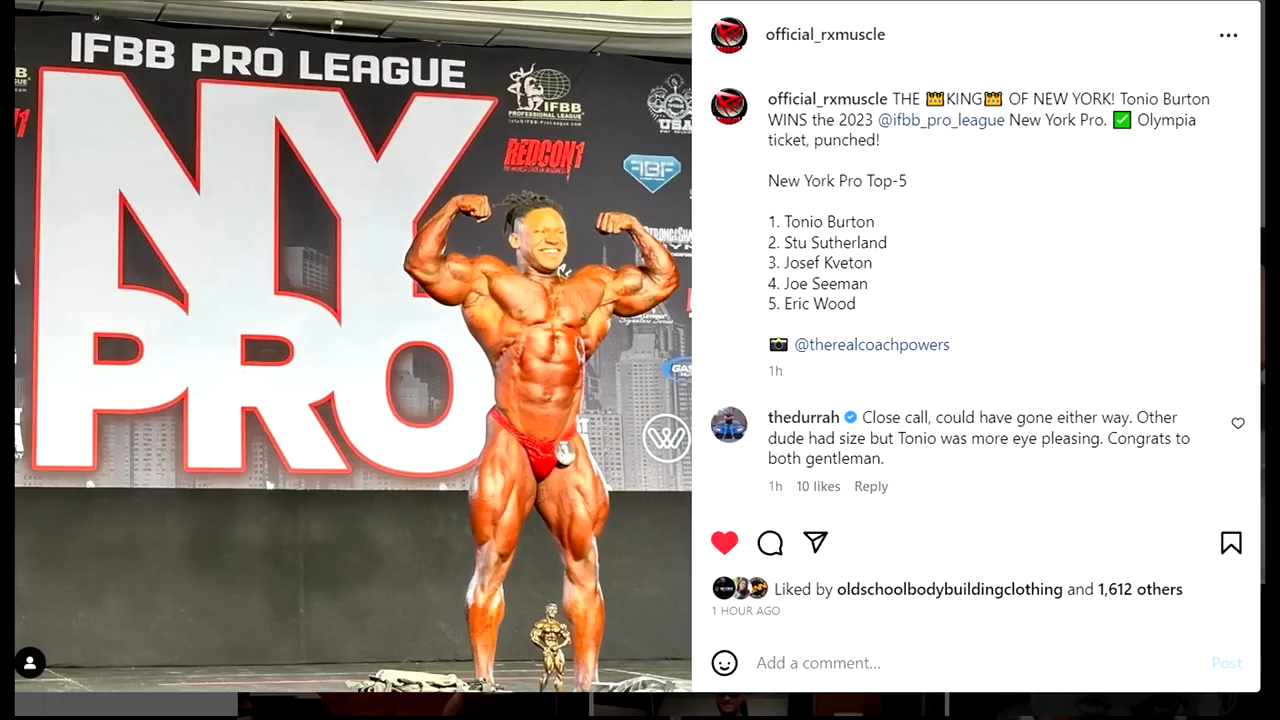 IFBB PRO LEAGUE
NY
PRO
IFBB
PROFESSIONAL LEAGUE
REDCON1
USA
FBF
official_rxmuscle
official_rxmuscle THE 👑KING👑 OF NEW YORK! Tonio Burton
WINS the 2023 @ifbb_pro_league New York Pro. ✅ Olympia
ticket, punched!
New York Pro Top-5
1. Tonio Burton
2. Stu Sutherland
3. Josef Kveton
4. Joe Seeman
5. Eric Wood
📷 @therealcoachpowers
1h
thedurrah Close call, could have gone either way. Other
dude had size but Tonio was more eye pleasing. Congrats to
both gentleman.
1h 10 likes Reply
Liked by oldschoolbodybuildingclothing and 1,612 others
1 HOUR AGO
Add a comment...
Post